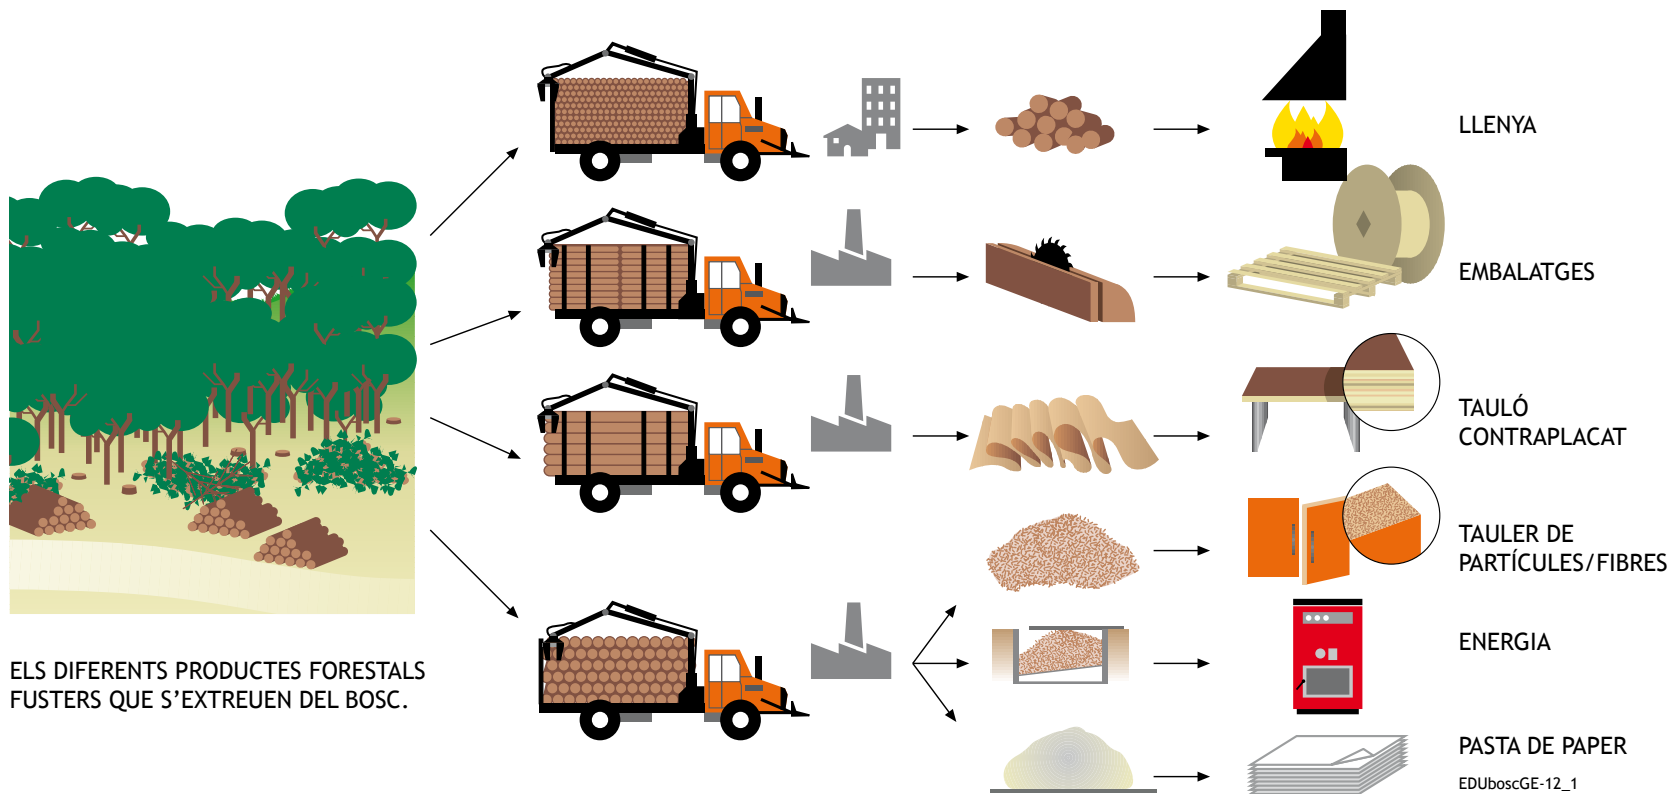 LLENYA
EMBALATGES
TAULÓ
CONTRAPLACAT
TAULER DE
PARTÍCULES/FIBRES
ENERGIA
PASTA DE PAPER
EDUboscGE-12_1
ELS DIFERENTS PRODUCTES FORESTALS
FUSTERS QUE S’EXTREUEN DEL BOSC.